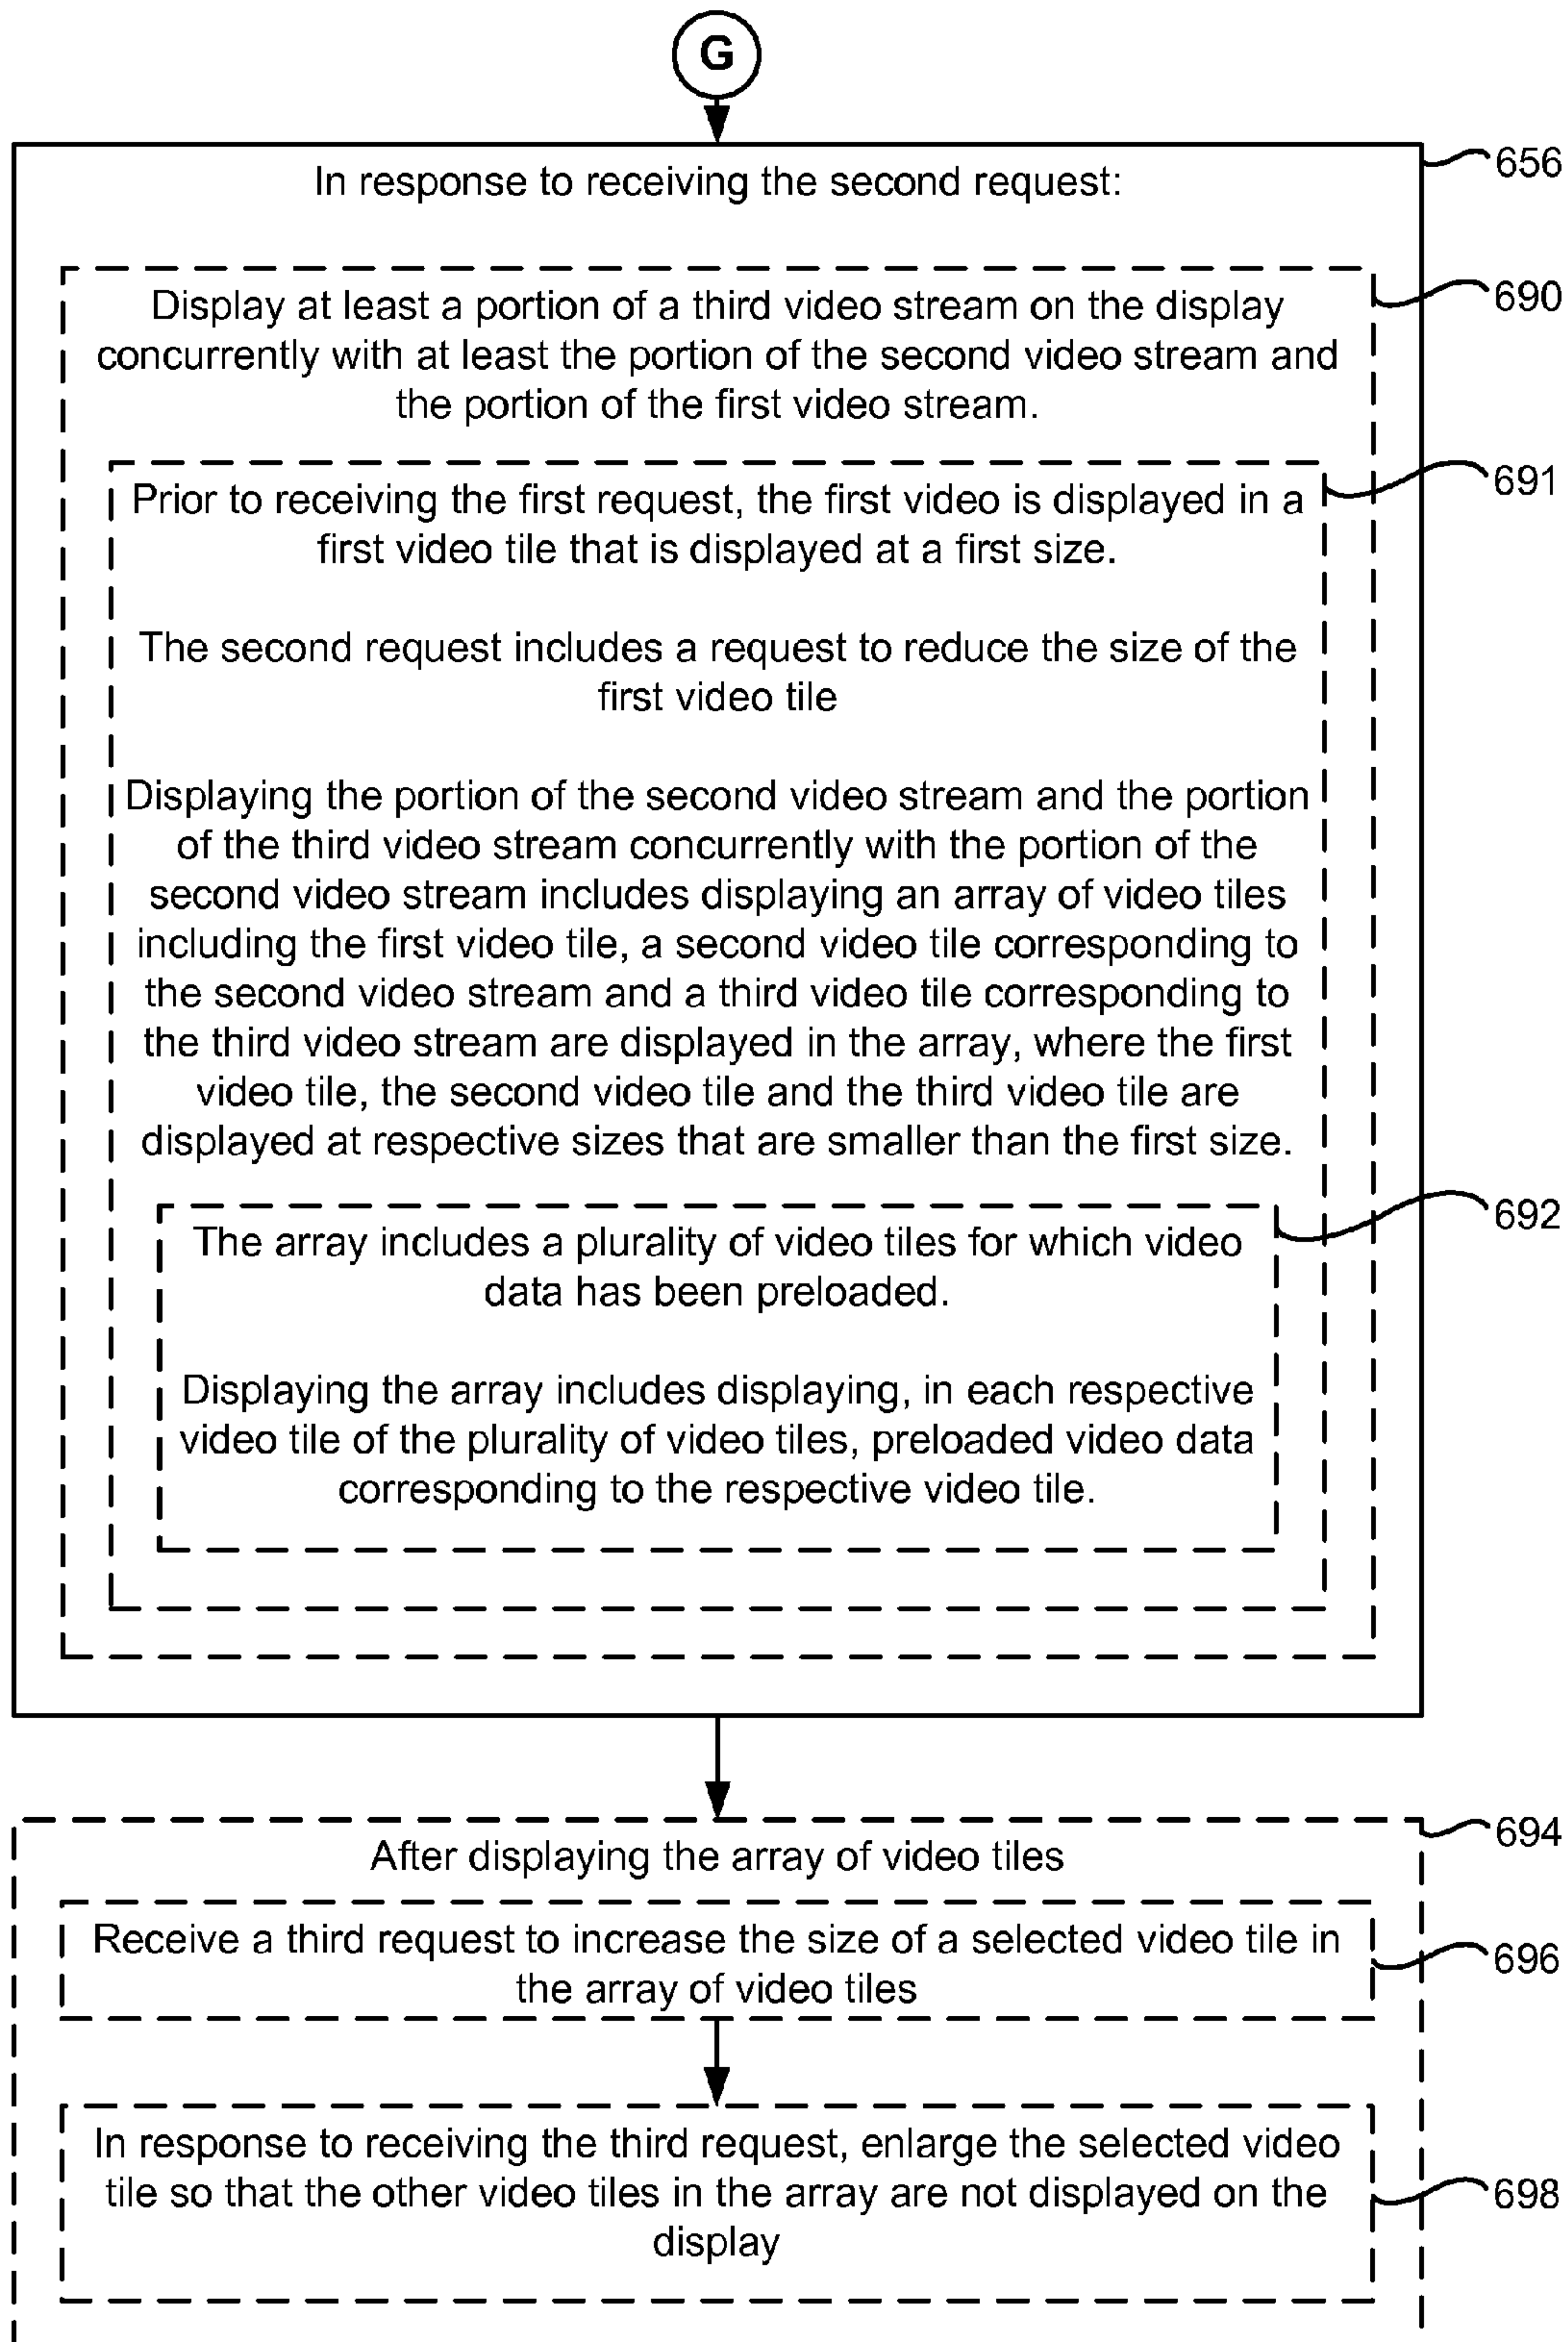 G
656
In response to receiving the second request:
690
Display at least a portion of a third video stream on the display
concurrently with at least the portion of the second video stream and
the portion of the first video stream.
691
Prior to receiving the first request, the first video is displayed in a
first video tile that is displayed at a first size.
The second request includes a request to reduce the size of the
first video tile
Displaying the portion of the second video stream and the portion
of the third video stream concurrently with the portion of the
second video stream includes displaying an array of video tiles
including the first video tile, a second video tile corresponding to
the second video stream and a third video tile corresponding to
the third video stream are displayed in the array, where the first
video tile, the second video tile and the third video tile are
displayed at respective sizes that are smaller than the first size.
692
The array includes a plurality of video tiles for which video
data has been preloaded.
Displaying the array includes displaying, in each respective
video tile of the plurality of video tiles, preloaded video data
corresponding to the respective video tile.
694
After displaying the array of video tiles
Receive a third request to increase the size of a selected video tile in
the array of video tiles
696
In response to receiving the third request, enlarge the selected video
tile so that the other video tiles in the array are not displayed on the
display
698